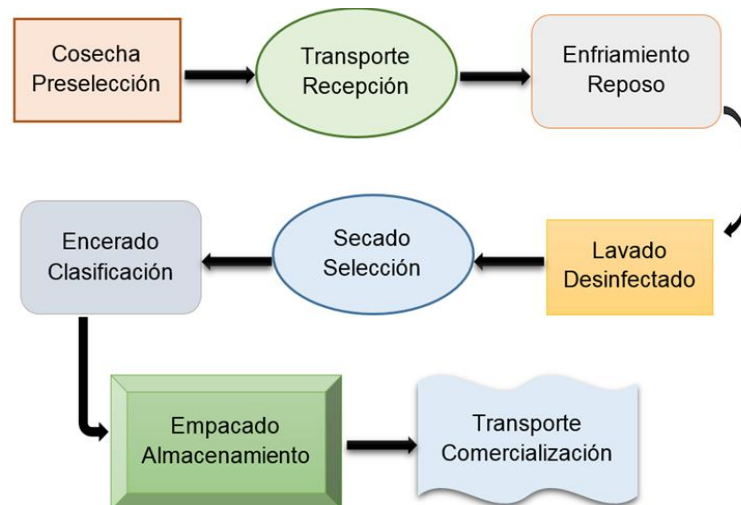 Cosecha
Preselección
Transporte
Recepción
Enfriamiento
Reposo
Lavado
Desinfectado
Secado
Selección
Encerado
Clasificación
Empacado
Almacenamiento
Transporte
Comercialización